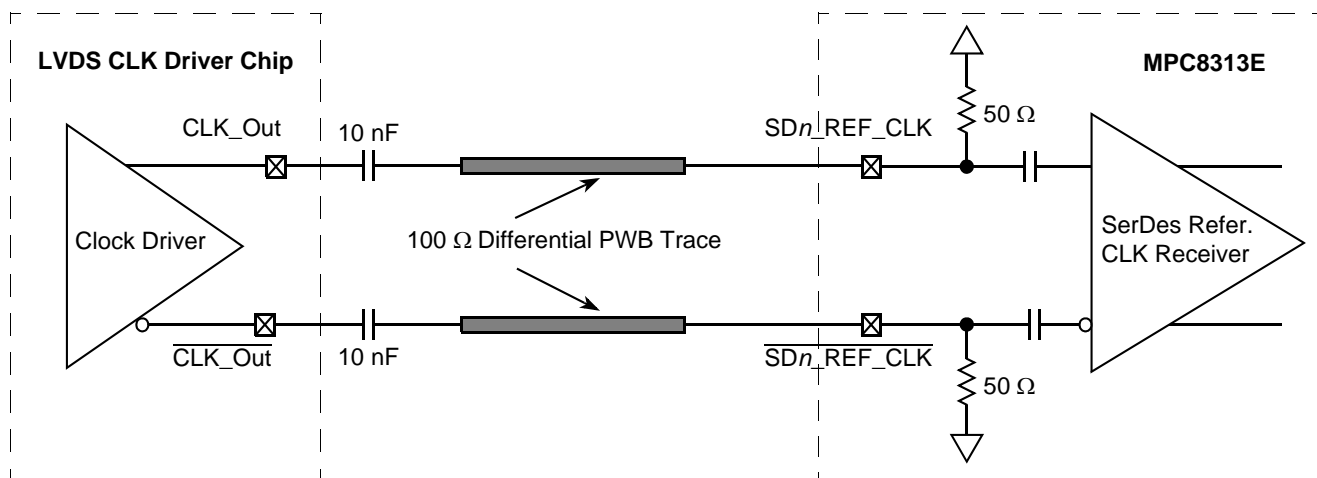 LVDS CLK Driver Chip
MPC8313E
CLK_Out
10 nF
SDn_REF_CLK
50 Ω
Clock Driver
100 Ω Differential PWB Trace
SerDes Refer.
CLK Receiver
CLK_Out
10 nF
SDn_REF_CLK
50 Ω